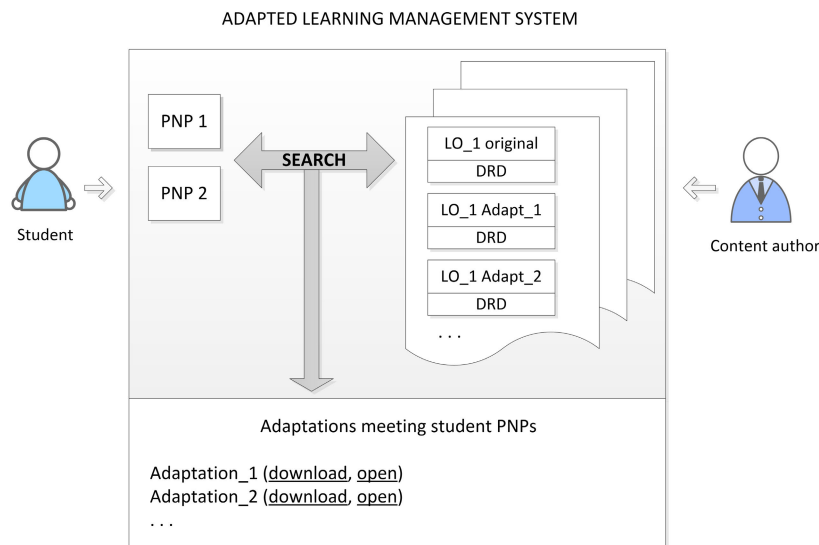 ADAPTED LEARNING MANAGEMENT SYSTEM
PNP 1
PNP 2
SEARCH
LO_1 original
DRD
LO_1 Adapt_1
DRD
LO_1 Adapt_2
DRD
. . .
Student
Content author
Adaptations meeting student PNPs
Adaptation_1 (download, open)
Adaptation_2 (download, open)
. . .